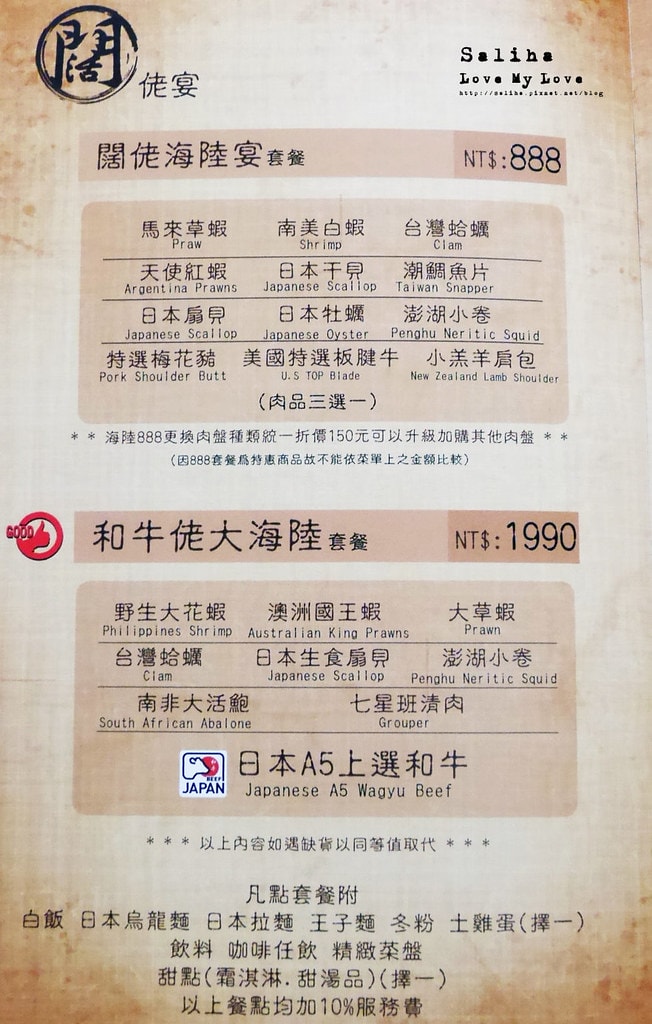 闊佬宴
Saliha
Love My Love
http://saliha.pixnet.net/blog
闊佬海陸宴套餐 NT$:888
馬來草蝦 南美白蝦 台灣蛤蠣
Praw Shrimp Clam
天使紅蝦 日本干貝 潮鯛魚片
Argentina Prawns Japanese Scallop Taiwan Snapper
日本扇貝 日本牡蠣 澎湖小卷
Japanese Scallop Japanese Oyster Penghu Neritic Squid
特選梅花豬 美國特選板腱牛 小羔羊肩包
Pork Shoulder Butt U.S TOP Blade New Zealand Lamb Shoulder
(肉品三選一)
* * 海陸888更換肉盤種類統一折價150元可以升級加購其他肉盤 * *
(因888套餐為特惠商品故不能依菜單上之金額比較)
GOOD
和牛佬大海陸套餐 NT$:1990
野生大花蝦 澳洲國王蝦 大草蝦
Philippines Shrimp Australian King Prawns Prawn
台灣蛤蠣 日本生食扇貝 澎湖小卷
Clam Japanese Scallop Penghu Neritic Squid
南非大活鮑 七星班清肉
South African Abalone Grouper
BEEF
JAPAN
日本A5上選和牛
Japanese A5 Wagyu Beef
* * * 以上內容如遇缺貨以同等值取代 * * *
凡點套餐附
白飯 日本烏龍麵 日本拉麵 王子麵 冬粉 土雞蛋(擇一)
飲料 咖啡任飲 精緻菜盤
甜點(霜淇淋.甜湯品)(擇一)
以上餐點均加10%服務費